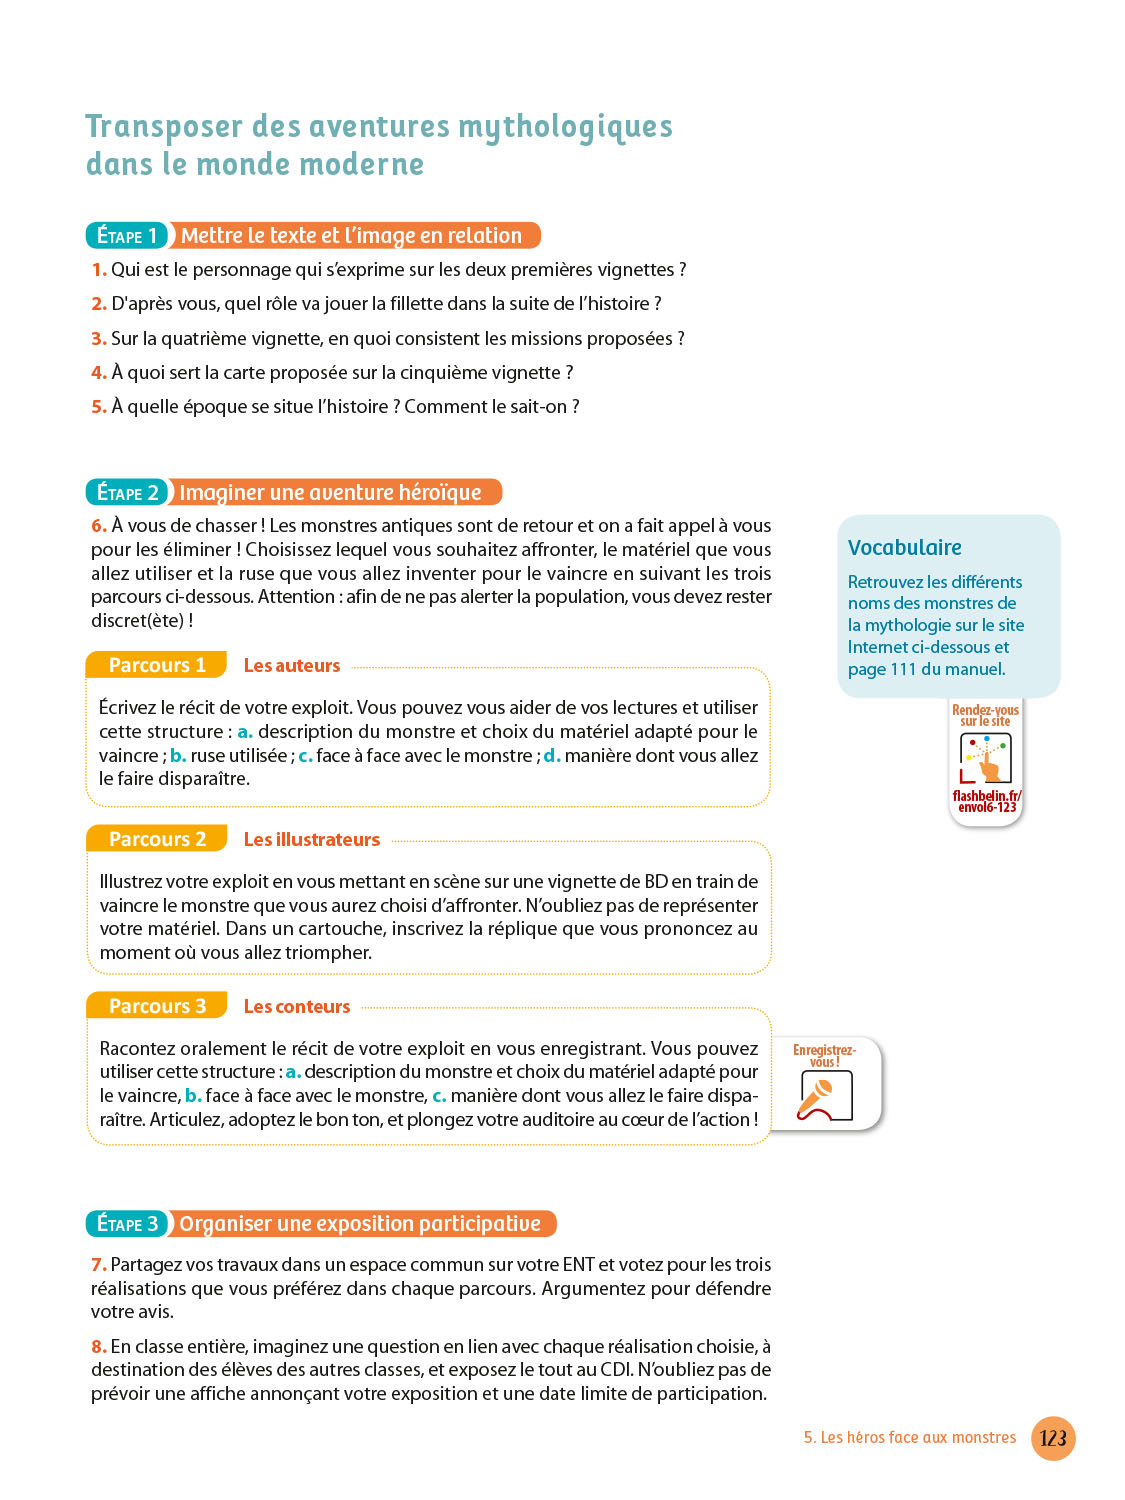 Transposer des aventures mythologiques
dans le monde moderne
ÉTAPE 1 Mettre le texte et l’image en relation
1. Qui est le personnage qui s’exprime sur les deux premières vignettes ?
2. D'après vous, quel rôle va jouer la fillette dans la suite de l’histoire ?
3. Sur la quatrième vignette, en quoi consistent les missions proposées ?
4. À quoi sert la carte proposée sur la cinquième vignette ?
5. À quelle époque se situe l’histoire ? Comment le sait-on ?
ÉTAPE 2 Imaginer une aventure héroïque
6. À vous de chasser ! Les monstres antiques sont de retour et on a fait appel à vous
pour les éliminer ! Choisissez lequel vous souhaitez affronter, le matériel que vous
allez utiliser et la ruse que vous allez inventer pour le vaincre en suivant les trois
parcours ci-dessous. Attention : afin de ne pas alerter la population, vous devez rester
discret(ète) !
Parcours 1 Les auteurs
Écrivez le récit de votre exploit. Vous pouvez vous aider de vos lectures et utiliser
cette structure : a. description du monstre et choix du matériel adapté pour le
vaincre ; b. ruse utilisée ; c. face à face avec le monstre ; d. manière dont vous allez
le faire disparaître.
Parcours 2 Les illustrateurs
Illustrez votre exploit en vous mettant en scène sur une vignette de BD en train de
vaincre le monstre que vous aurez choisi d’affronter. N’oubliez pas de représenter
votre matériel. Dans un cartouche, inscrivez la réplique que vous prononcez au
moment où vous allez triompher.
Parcours 3 Les conteurs
Racontez oralement le récit de votre exploit en vous enregistrant. Vous pouvez
utiliser cette structure : a. description du monstre et choix du matériel adapté pour
le vaincre, b. face à face avec le monstre, c. manière dont vous allez le faire dispa-
raître. Articulez, adoptez le bon ton, et plongez votre auditoire au cœur de l’action !
Enregistrez-
vous !
Vocabulaire
Retrouvez les différents
noms des monstres de
la mythologie sur le site
Internet ci-dessous et
page 111 du manuel.
Rendez-vous
sur le site
flashbelin.fr/
envol6-123
ÉTAPE 3 Organiser une exposition participative
7. Partagez vos travaux dans un espace commun sur votre ENT et votez pour les trois
réalisations que vous préférez dans chaque parcours. Argumentez pour défendre
votre avis.
8. En classe entière, imaginez une question en lien avec chaque réalisation choisie, à
destination des élèves des autres classes, et exposez le tout au CDI. N’oubliez pas de
prévoir une affiche annonçant votre exposition et une date limite de participation.
5. Les héros face aux monstres 123